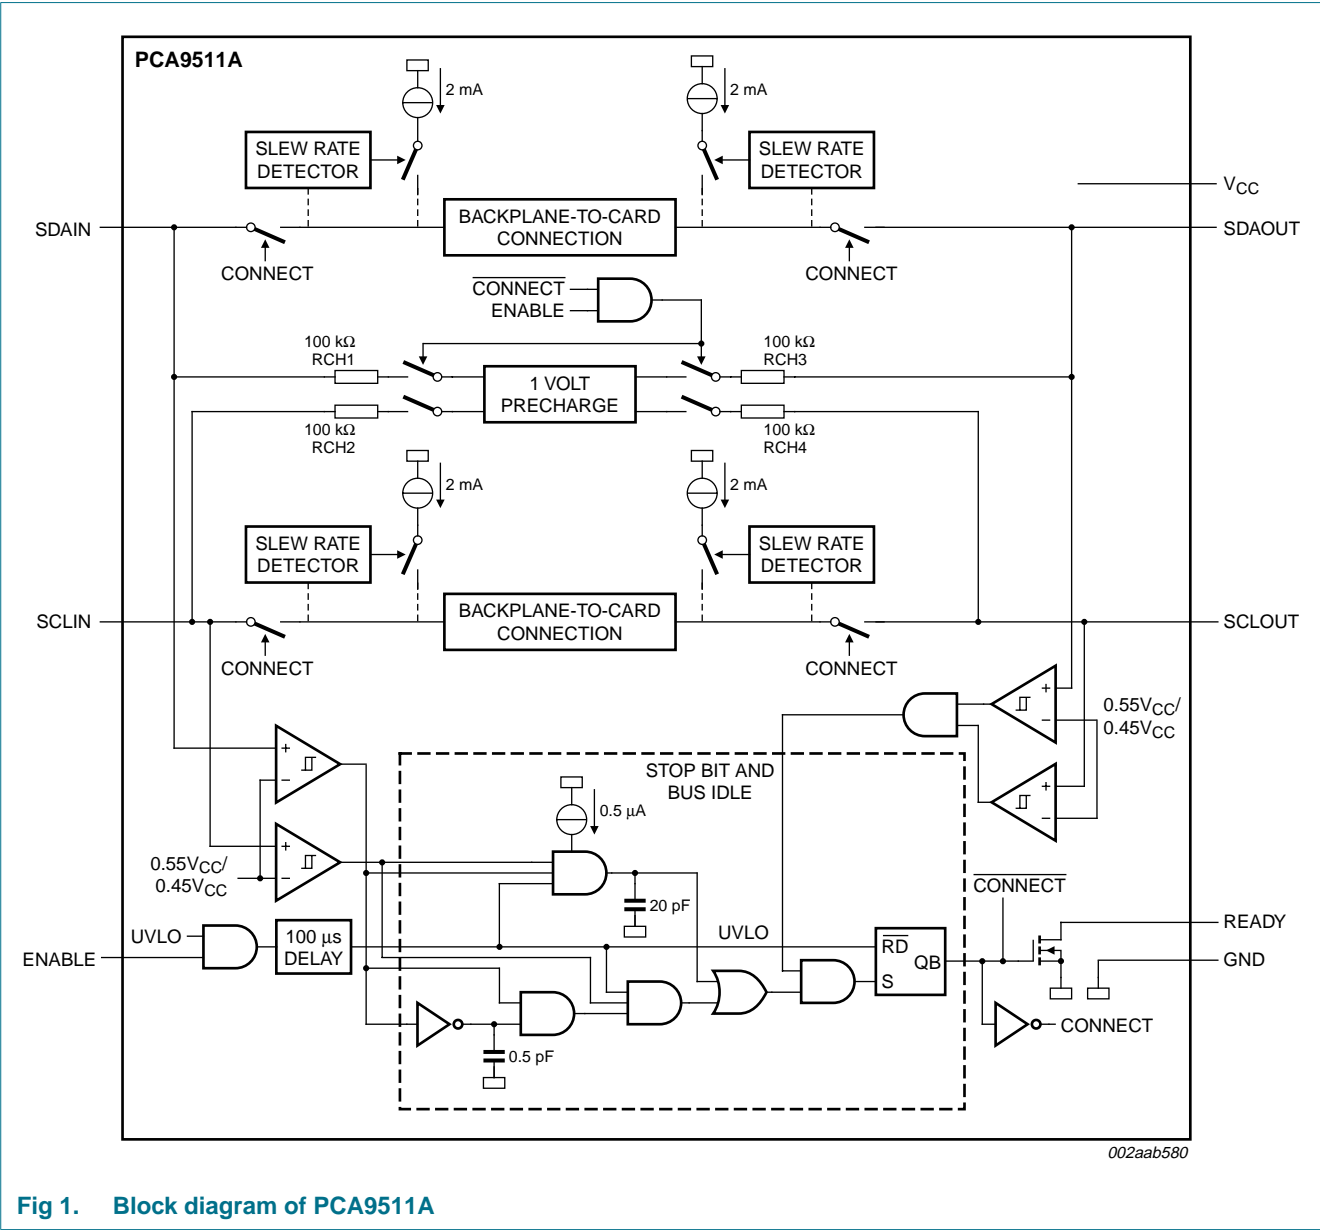 PCA9511A
2 mA
2 mA
SLEW RATE
DETECTOR
SLEW RATE
DETECTOR
VCC
SDAIN
BACKPLANE-TO-CARD
CONNECTION
SDAOUT
CONNECT
CONNECT
CONNECT
ENABLE
100 kΩ
RCH1
100 kΩ
RCH3
1 VOLT
PRECHARGE
100 kΩ
RCH2
100 kΩ
RCH4
2 mA
2 mA
SLEW RATE
DETECTOR
SLEW RATE
DETECTOR
SCLIN
BACKPLANE-TO-CARD
CONNECTION
SCLOUT
CONNECT
CONNECT
+
−
0.55VCC/
0.45VCC
+
−
STOP BIT AND
BUS IDLE
+
−
0.5 µA
+
−
0.55VCC/
0.45VCC
20 pF
CONNECT
UVLO
ENABLE
100 µs
DELAY
UVLO
RD
QB
S
READY
GND
CONNECT
0.5 pF
002aab580
Fig 1. Block diagram of PCA9511A